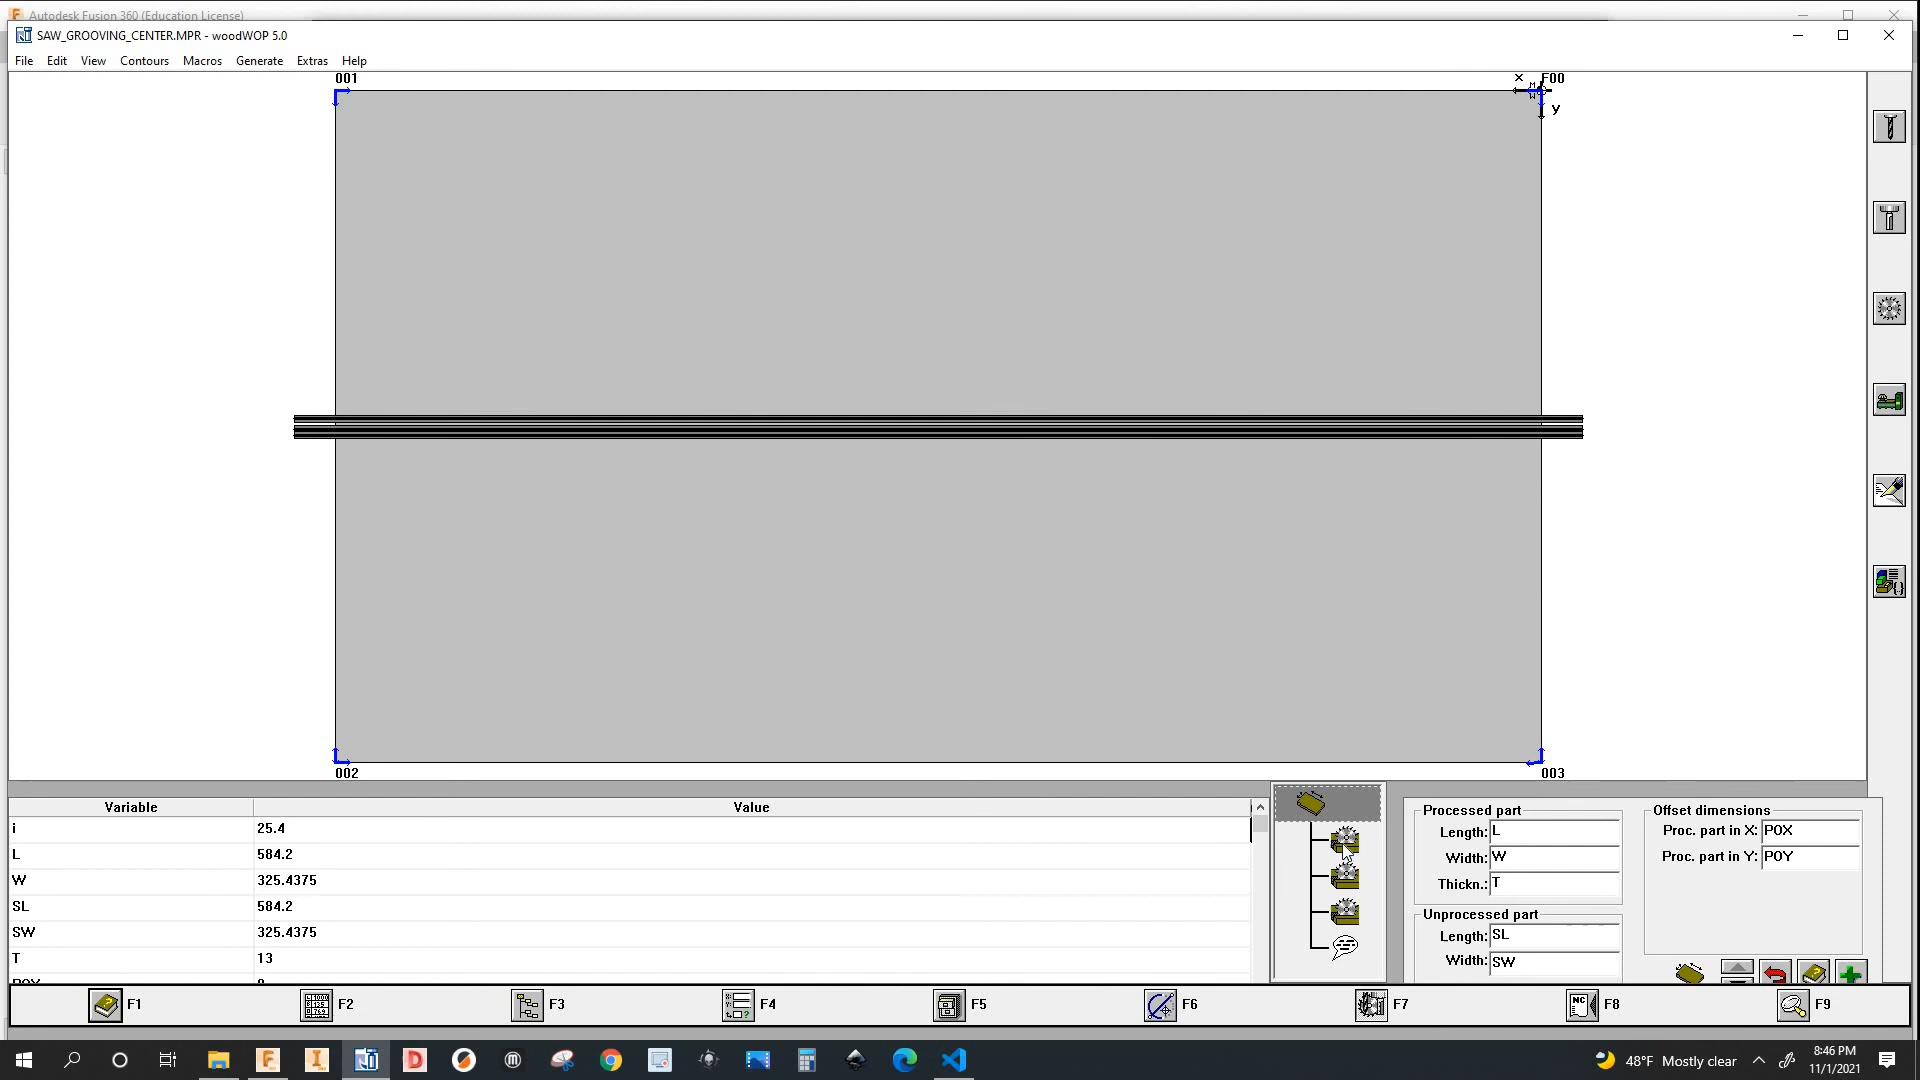 Autodesk Fusion 360 (Education License)
SAW_GROOVING_CENTER.MPR - woodWOP 5.0
File Edit View Contours Macros Generate Extras Help
001
x F00
y
002
003
Variable Value
i 25.4
L 584.2
W 325.4375
SL 584.2
SW 325.4375
T 13
Processed part
Length: L
Width: W
Thickn.: T
Unprocessed part
Length: SL
Width: SW
Offset dimensions
Proc. part in X: POX
Proc. part in Y: POY
F1 F2 F3 F4 F5 F6 F7 F8 F9
48°F Mostly clear
8:46 PM
11/1/2021